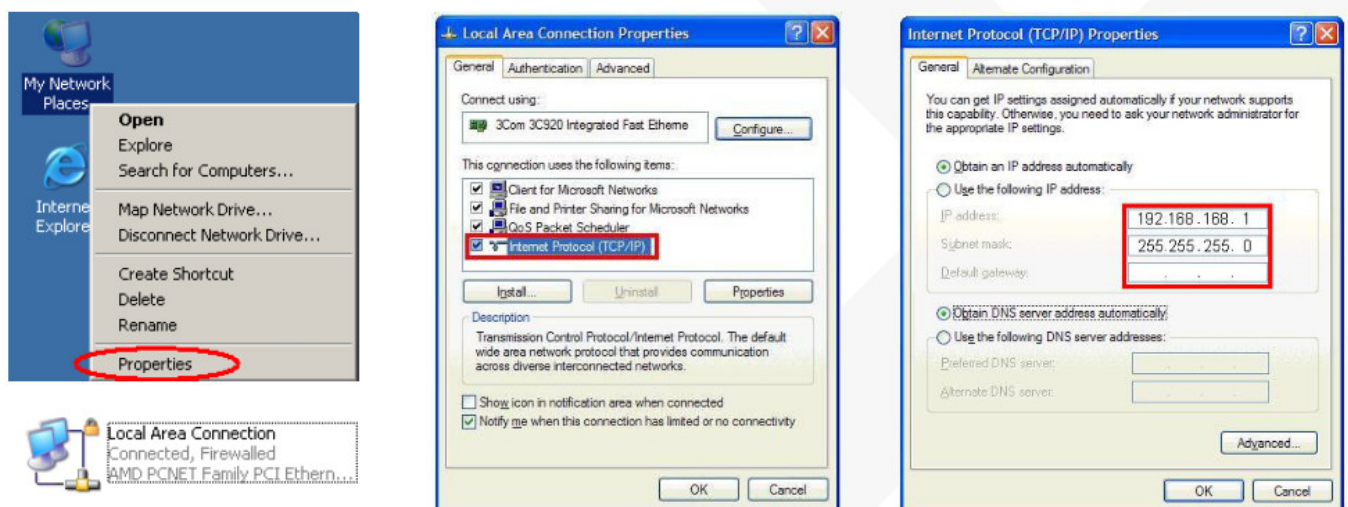 My Network
Places
Open
Explore
Search for Computers...
Interne
Explore
Map Network Drive...
Disconnect Network Drive...
Create Shortcut
Delete
Rename
Properties
Local Area Connection
Connected, Firewalled
AMD PCNET Family PCI Ethern...
Local Area Connection Properties
General Authentication Advanced
Connect using:
3Com 3C920 Integrated Fast Etherne
Configure...
This connection uses the following items:
Client for Microsoft Networks
File and Printer Sharing for Microsoft Networks
QoS Packet Scheduler
Internet Protocol (TCP/IP)
Install... Uninstall Properties
Description
Transmission Control Protocol/Internet Protocol. The default
wide area network protocol that provides communication
across diverse interconnected networks.
Show icon in notification area when connected
Notify me when this connection has limited or no connectivity
OK Cancel
Internet Protocol (TCP/IP) Properties
General Alternate Configuration
You can get IP settings assigned automatically if your network supports
this capability. Otherwise, you need to ask your network administrator for
the appropriate IP settings.
Obtain an IP address automatically
Use the following IP address:
IP address: 192.168.168. 1
Subnet mask: 255.255.255. 0
Default gateway: . . .
Obtain DNS server address automatically
Use the following DNS server addresses:
Preferred DNS server: . . .
Alternate DNS server: . . .
Advanced...
OK Cancel